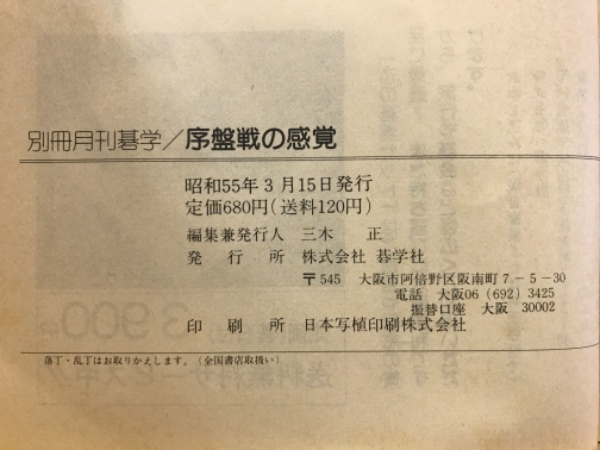 別冊月刊碁学/序盤戦の感覚
昭和55年3月15日発行
定価680円(送料120円)
編集兼発行人 三木 正
発行所 株式会社 碁学社
〒545 大阪市阿倍野区阪南町7-5-30
電話 大阪06(692)3425
振替口座 大阪 30002
印刷所 日本写植印刷株式会社
落丁・乱丁はお取りかえします。(全国書店取扱い)